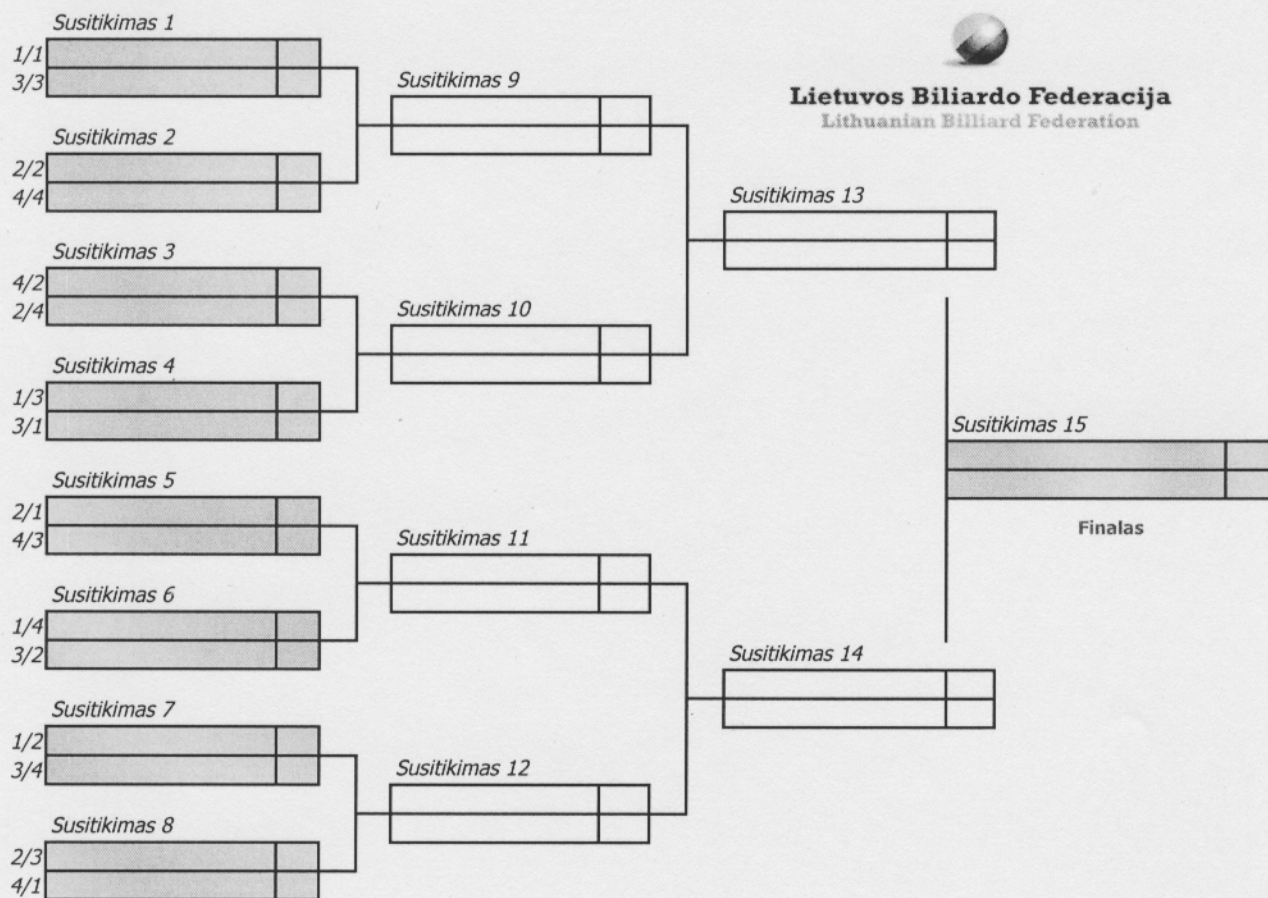 Susitikimas 1
1/1
3/3
Susitikimas 2
2/2
4/4
Susitikimas 3
4/2
2/4
Susitikimas 4
1/3
3/1
Susitikimas 5
2/1
4/3
Susitikimas 6
1/4
3/2
Susitikimas 7
1/2
3/4
Susitikimas 8
2/3
4/1
Susitikimas 9
Susitikimas 10
Susitikimas 11
Susitikimas 12
Lietuvos Biliardo Federacija
Lithuanian Billiard Federation
Susitikimas 13
Susitikimas 14
Susitikimas 15
Finalas